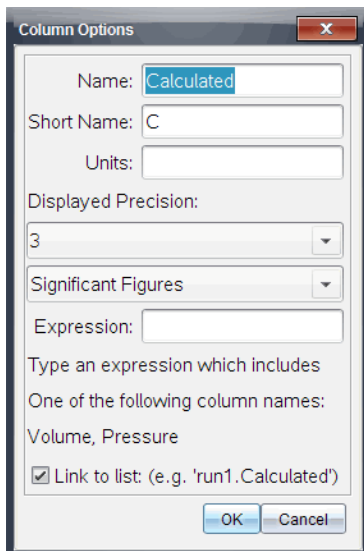 Column Options
Name: Calculated
Short Name: C
Units:
Displayed Precision:
3
Significant Figures
Expression:
Type an expression which includes
One of the following column names:
Volume, Pressure
Link to list: (e.g. 'run1.Calculated')
OK Cancel